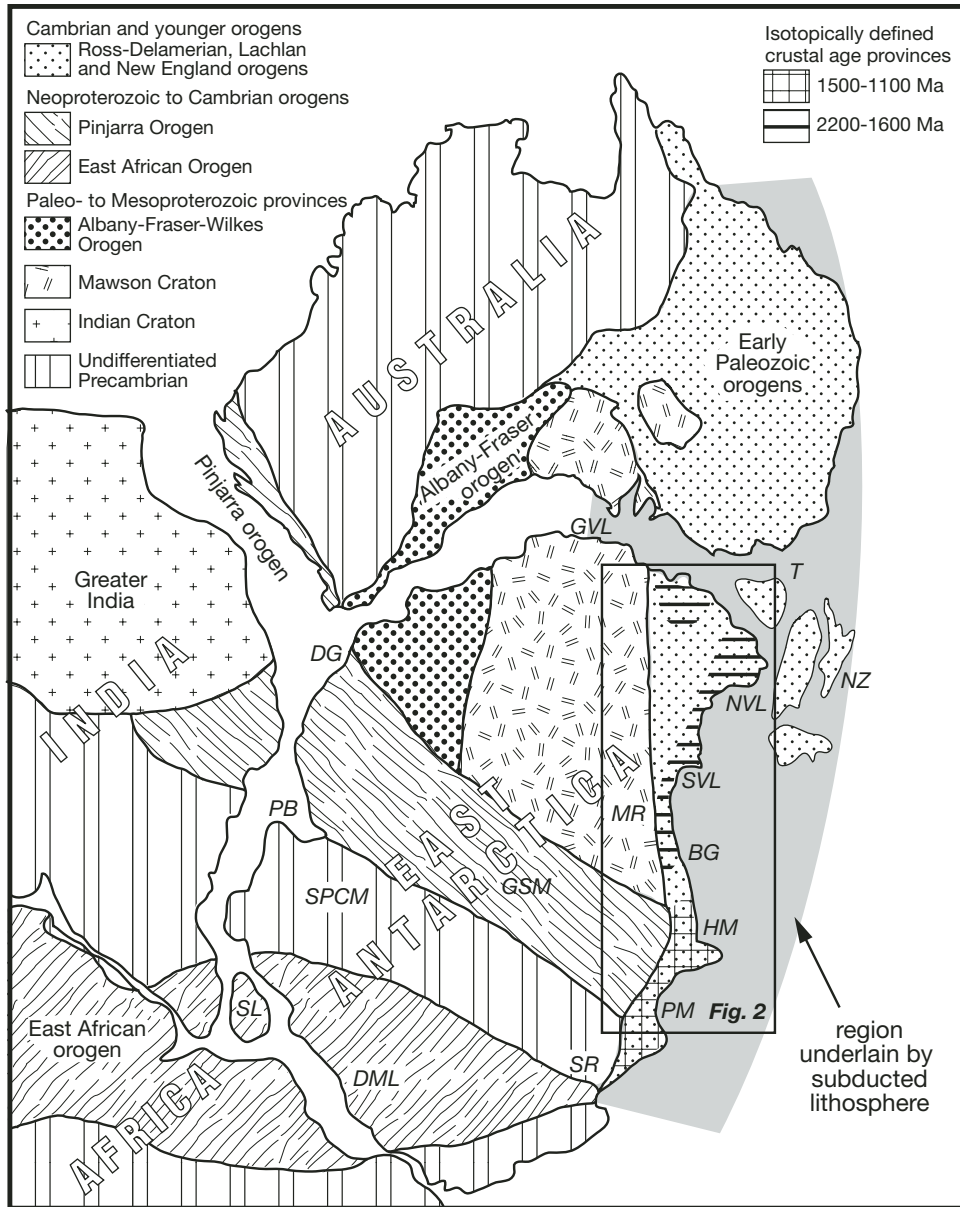 Cambrian and younger orogens
Ross-Delamerian, Lachlan
and New England orogens
Neoproterozoic to Cambrian orogens
Pinjarra Orogen
East African Orogen
Paleo- to Mesoproterozoic provinces
Albany-Fraser-Wilkes
Orogen
Mawson Craton
Indian Craton
Undifferentiated
Precambrian
Isotopically defined
crustal age provinces
1500-1100 Ma
2200-1600 Ma
AUSTRALIA
Early
Paleozoic
orogens
Albany-Fraser
orogen
Pinjarra orogen
Greater
India
INDIA
GVL
T
DG
NVL
NZ
SVL
MR
BG
PB
EAST
ANTARCTICA
GSM
SPCM
HM
PM
Fig. 2
SL
East African
orogen
DML
SR
AFRICA
region
underlain by
subducted
lithosphere